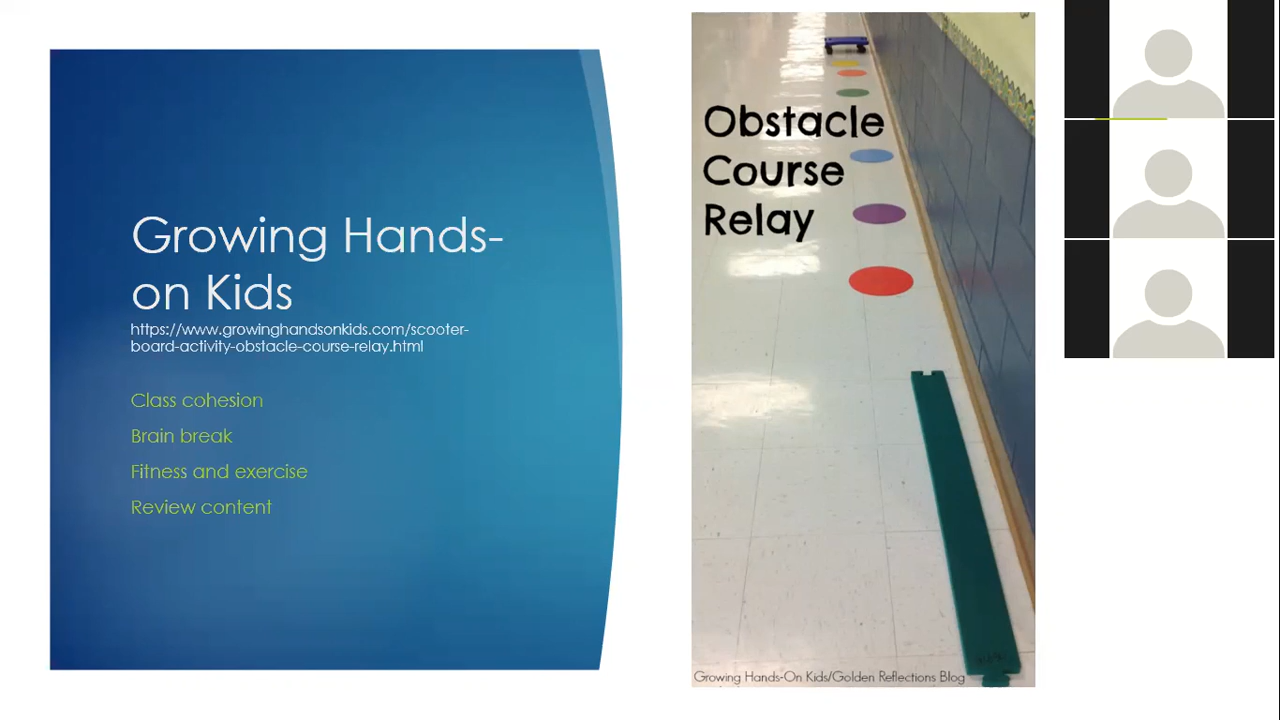 Growing Hands-
on Kids
https://www.growinghandsonkids.com/scooter-
board-activity-obstacle-course-relay.html
Class cohesion
Brain break
Fitness and exercise
Review content
Obstacle
Course
Relay
Growing Hands-On Kids/Golden Reflections Blog